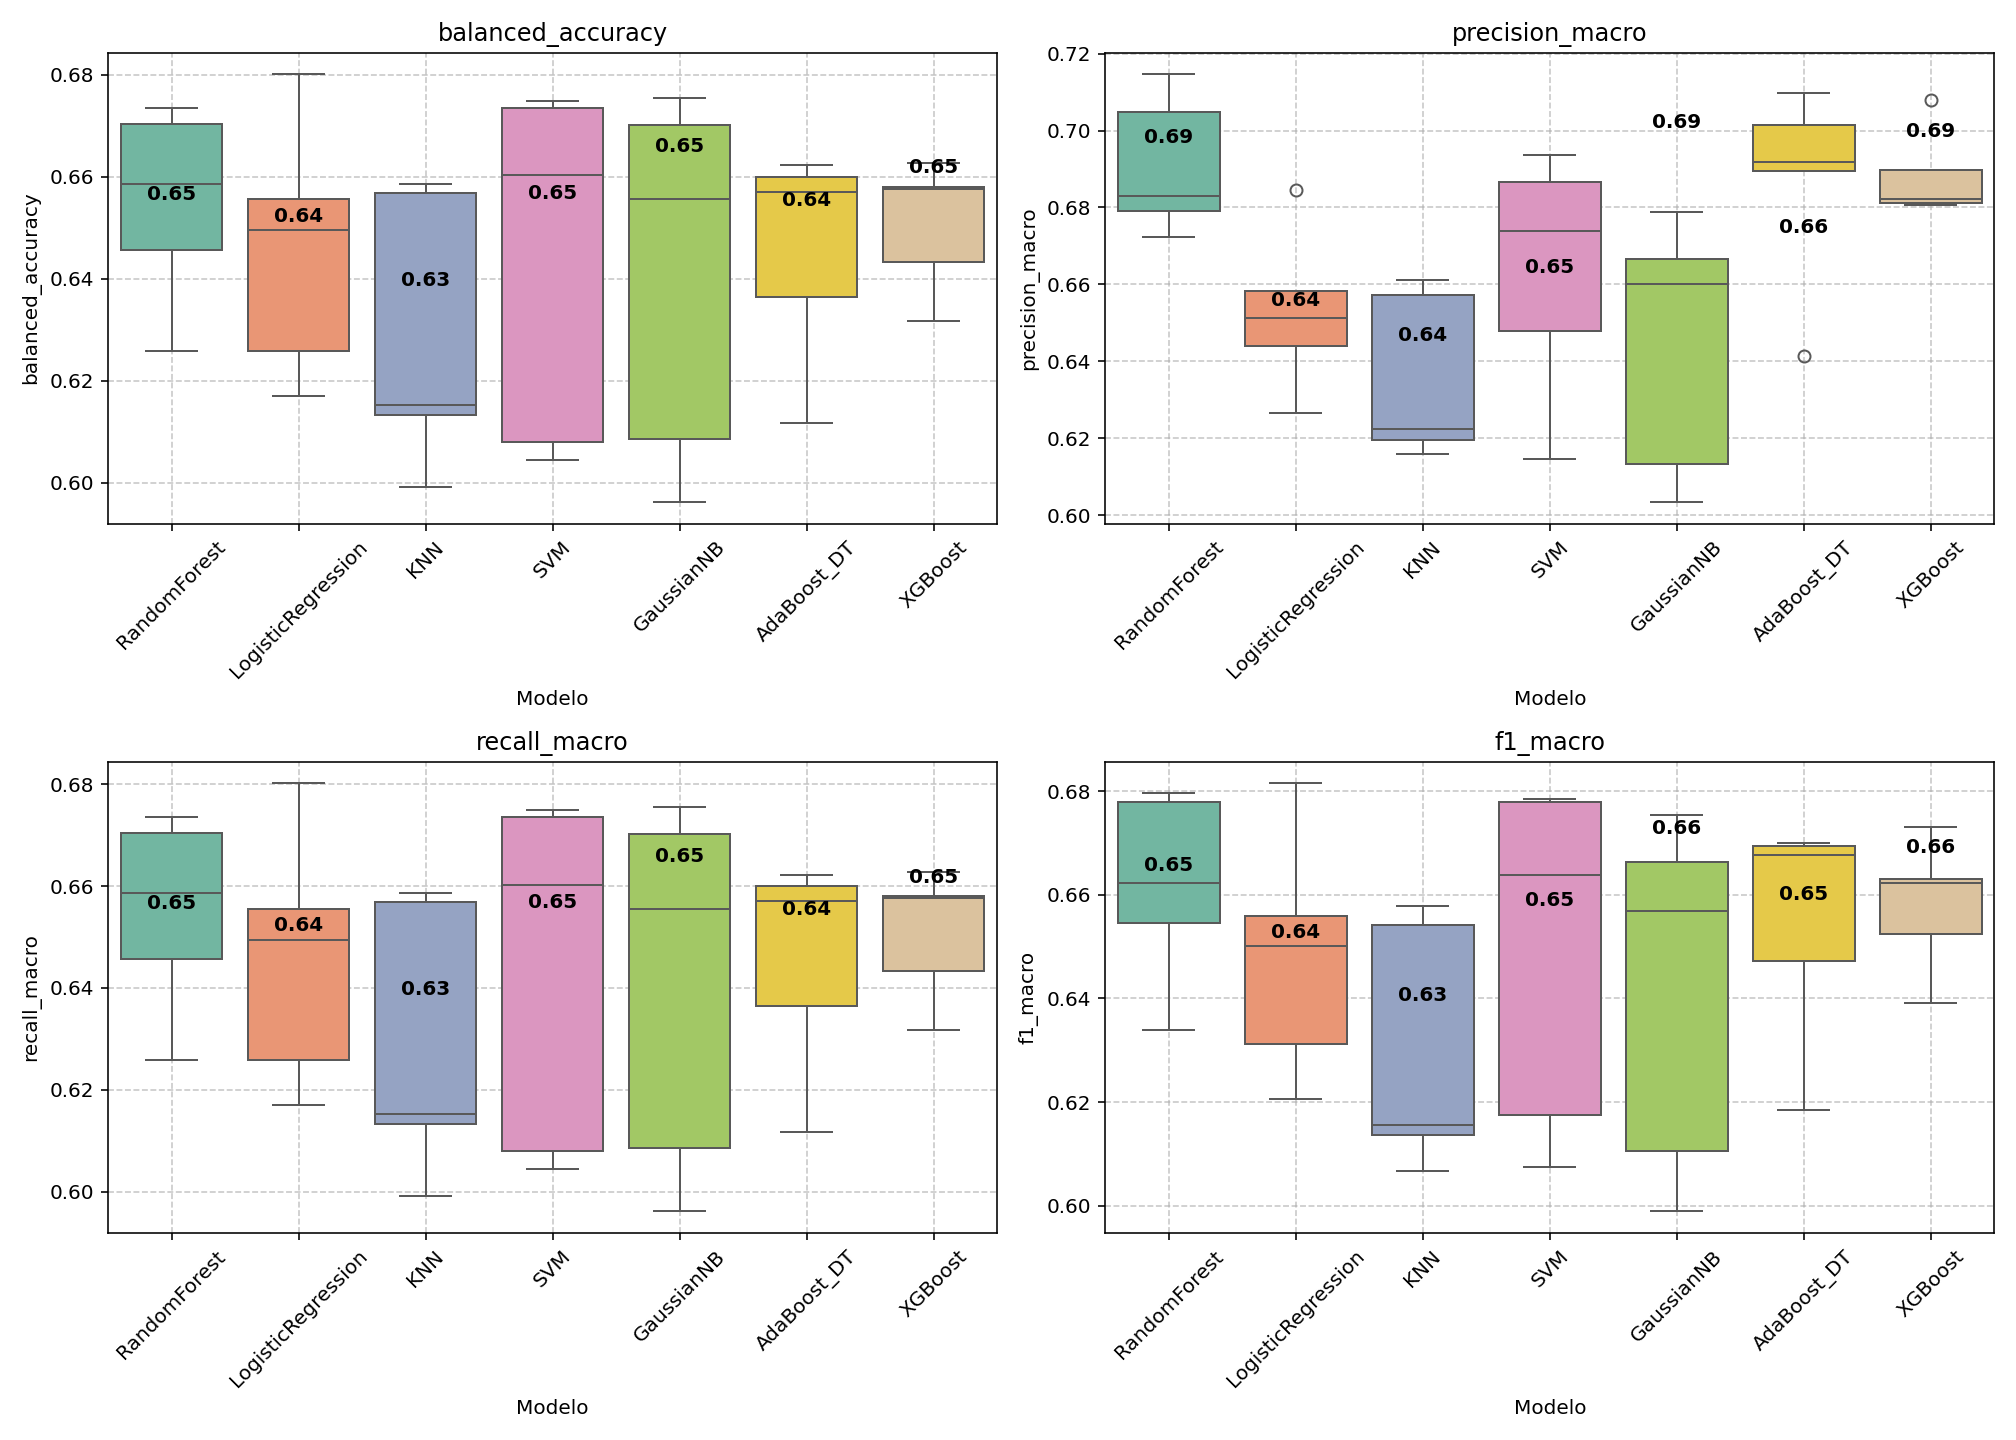 balanced_accuracy
balanced_accuracy
0.68
0.66
0.64
0.62
0.60
0.65
0.64
0.63
0.65
0.65
0.64
0.65
RandomForest
LogisticRegression
KNN
SVM
GaussianNB
AdaBoost_DT
XGBoost
Modelo
precision_macro
precision_macro
0.72
0.70
0.68
0.66
0.64
0.62
0.60
0.69
0.64
0.64
0.65
0.69
0.66
0.69
RandomForest
LogisticRegression
KNN
SVM
GaussianNB
AdaBoost_DT
XGBoost
Modelo
recall_macro
recall_macro
0.68
0.66
0.64
0.62
0.60
0.65
0.64
0.63
0.65
0.65
0.64
0.65
RandomForest
LogisticRegression
KNN
SVM
GaussianNB
AdaBoost_DT
XGBoost
Modelo
f1_macro
f1_macro
0.68
0.66
0.64
0.62
0.60
0.65
0.64
0.63
0.65
0.66
0.65
0.66
RandomForest
LogisticRegression
KNN
SVM
GaussianNB
AdaBoost_DT
XGBoost
Modelo